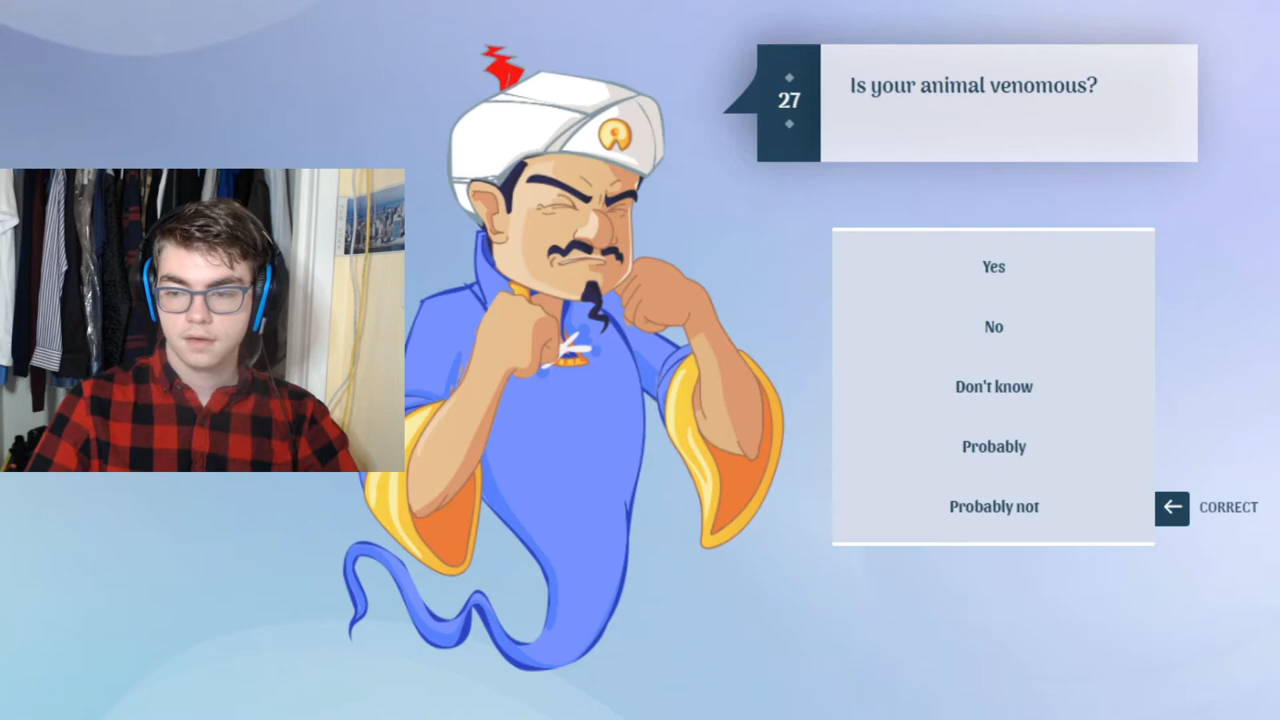 27
Is your animal venomous?
Yes
No
Don't know
Probably
Probably not
CORRECT